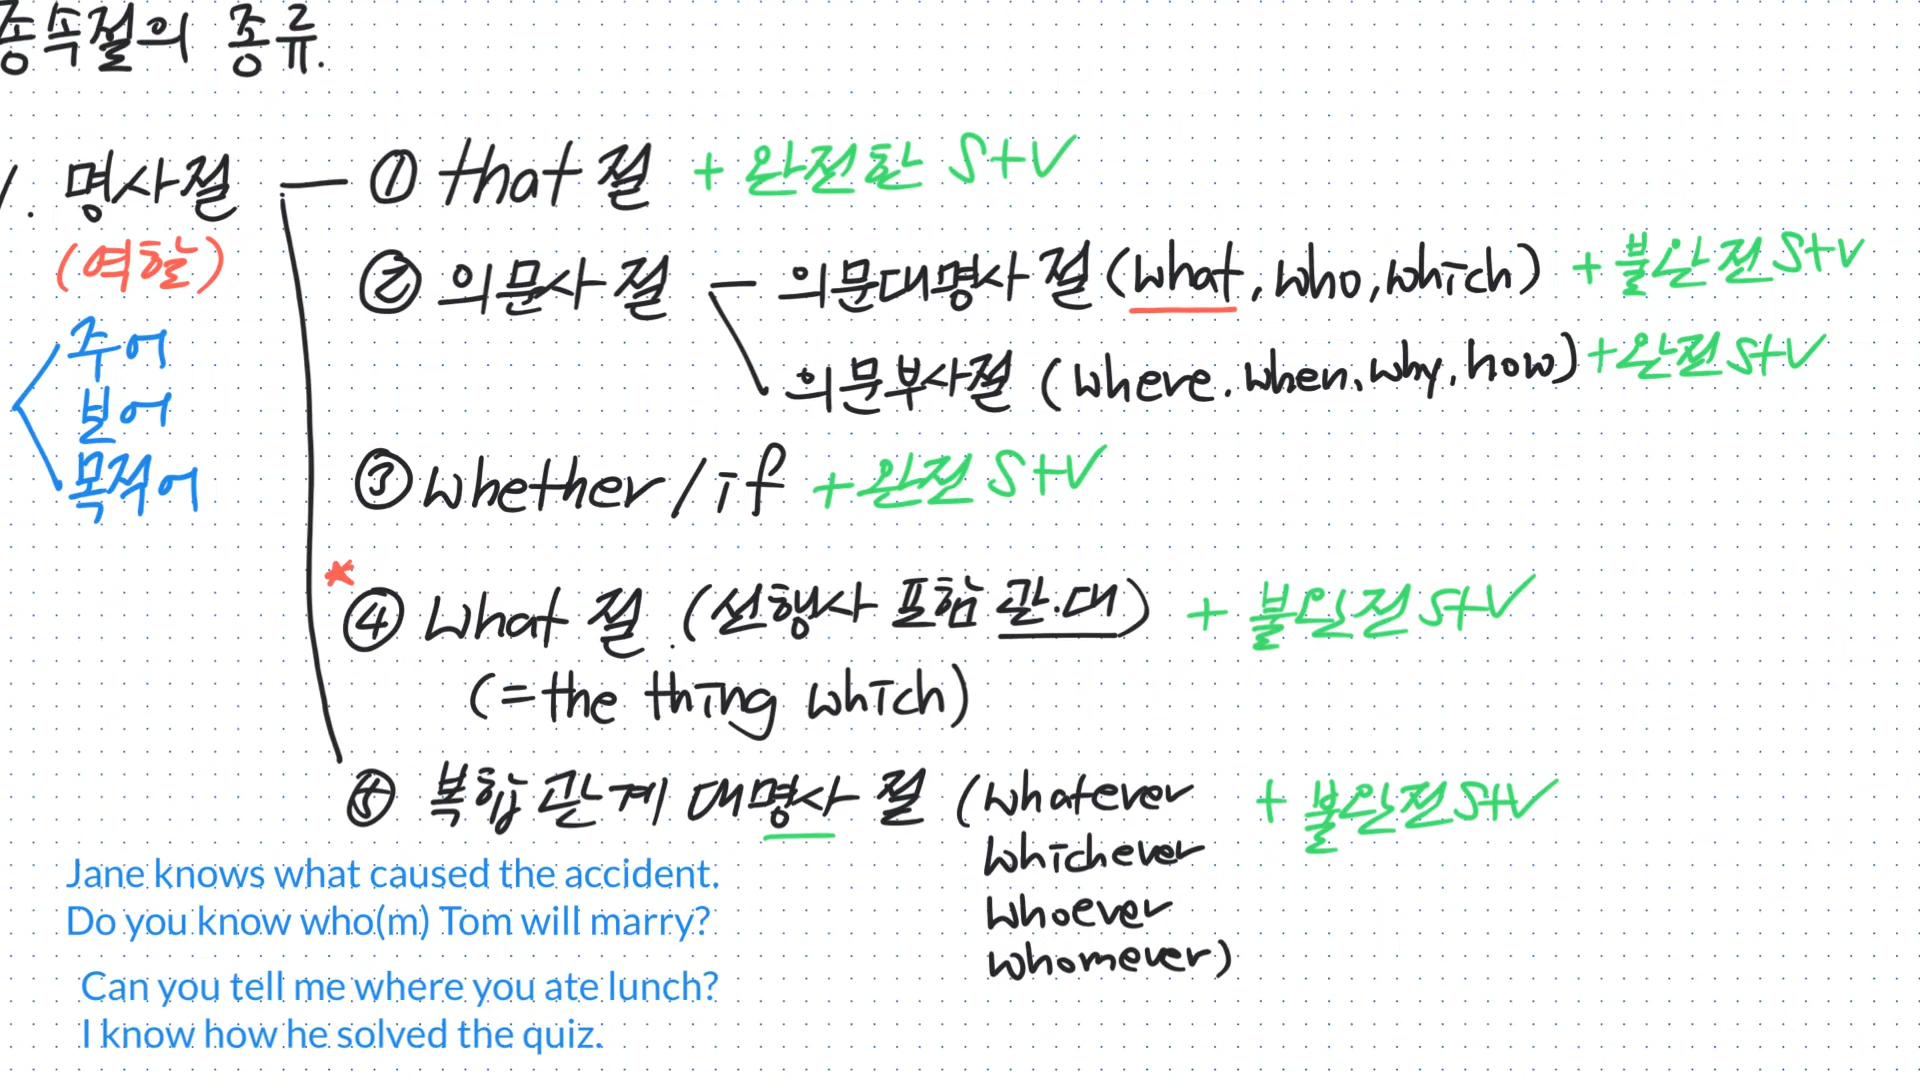 종속절의 종류.
1. 명사절 — ① that 절 + 완전한 S+V
(역할)
주어
보어
목적어
② 의문사 절 — 의문대명사 절 (what, who, which) + 불완전 S+V
의문부사절 (where. when, why, how) + 완전 S+V
③ whether / if + 완전 S+V
④ What 절. (선행사 포함 관.대) + 불완전 S+V
(= the thing which)
⑤ 복합 관계 대명사 절 (whatever + 불완전 S+V
whichever
whoever
whomever)
Jane knows what caused the accident.
Do you know who(m) Tom will marry?
Can you tell me where you ate lunch?
I know how he solved the quiz.